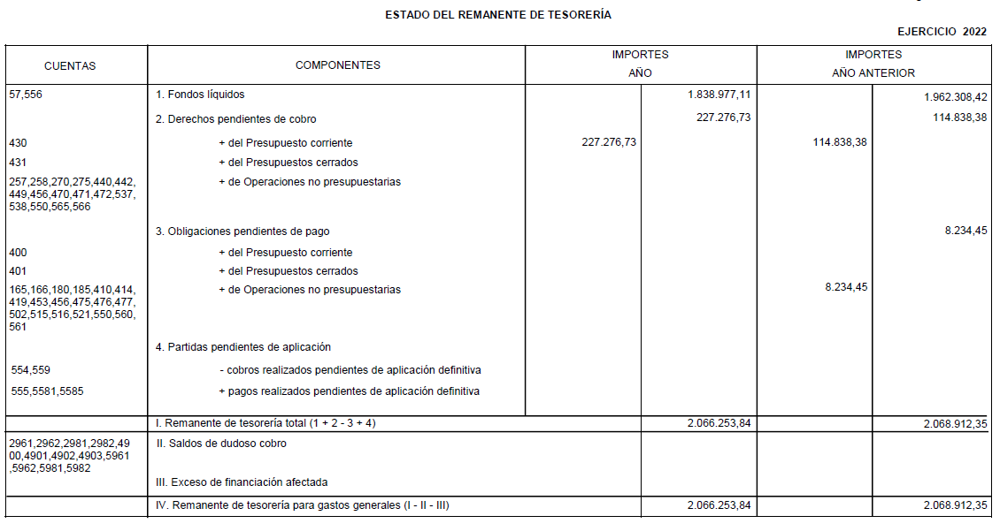 ESTADO DEL REMANENTE DE TESORERÍA
EJERCICIO 2022
CUENTAS COMPONENTES IMPORTES AÑO IMPORTES AÑO ANTERIOR
57,556 1. Fondos líquidos 1.838.977,11 1.962.308,42
2. Derechos pendientes de cobro 227.276,73 114.838,38
430 + del Presupuesto corriente 227.276,73 114.838,38
431 + del Presupuestos cerrados
257,258,270,275,440,442, + de Operaciones no presupuestarias
449,456,470,471,472,537,
538,550,565,566
3. Obligaciones pendientes de pago 8.234,45
400 + del Presupuesto corriente
401 + del Presupuestos cerrados
165,166,180,185,410,414, + de Operaciones no presupuestarias 8.234,45
419,453,456,475,476,477,
502,515,516,521,550,560,
561
4. Partidas pendientes de aplicación
554,559 - cobros realizados pendientes de aplicación definitiva
555,5581,5585 + pagos realizados pendientes de aplicación definitiva
I. Remanente de tesorería total (1 + 2 - 3 + 4) 2.066.253,84 2.068.912,35
2961,2962,2981,2982,49 II. Saldos de dudoso cobro
00,4901,4902,4903,5961
,5962,5981,5982
III. Exceso de financiación afectada
IV. Remanente de tesorería para gastos generales (I - II - III) 2.066.253,84 2.068.912,35